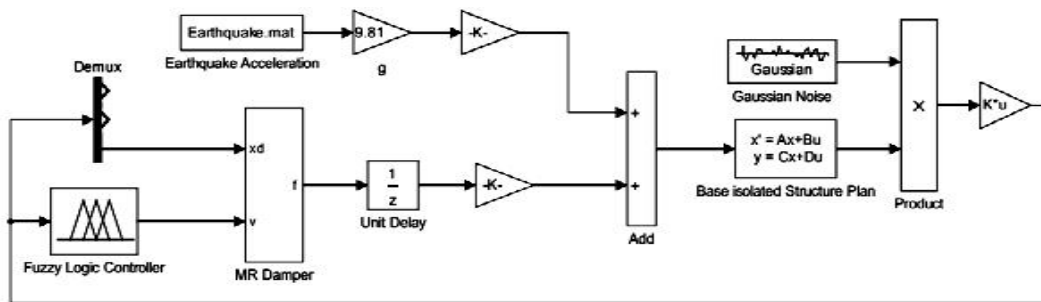 Earthquake.mat
9.81
-K-
Earthquake Acceleration
g
Demux
Gaussian
Gaussian Noise
+
xd
f
v
MR Damper
Fuzzy Logic Controller
1
z
Unit Delay
-K-
+
Add
x' = Ax+Bu
y = Cx+Du
Base isolated Structure Plan
X
Product
K*u